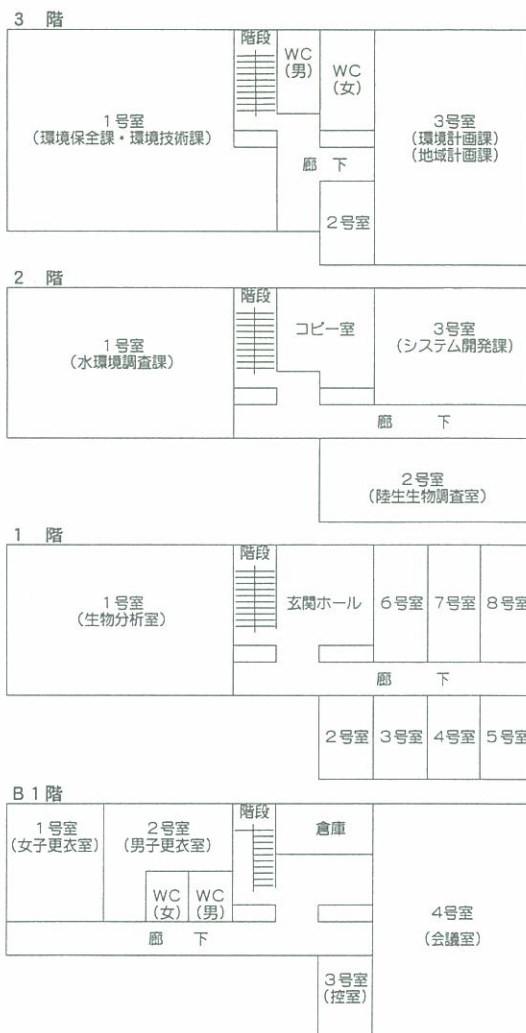 3 階
階段
WC
(男)
WC
(女)
1号室
(環境保全課・環境技術課)
3号室
(環境計画課)
(地域計画課)
廊 下
2号室
2 階
階段
1号室
(水環境調査課)
コピー室
3号室
(システム開発課)
廊 下
2号室
(陸生生物調査室)
1 階
階段
1号室
(生物分析室)
玄関ホール
6号室
7号室
8号室
廊 下
2号室
3号室
4号室
5号室
B1階
1号室
(女子更衣室)
2号室
(男子更衣室)
階段
倉庫
WC
(女)
WC
(男)
4号室
(会議室)
廊 下
3号室
(控室)